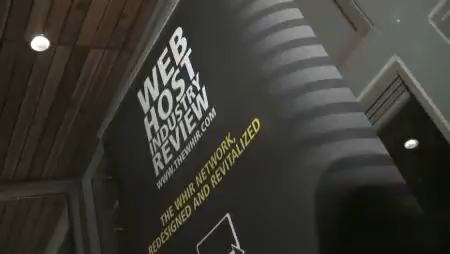 WEB
HOST
INDUSTRY
REVIEW
WWW.THEWHIR.COM
THE WHIR NETWORK,
REDESIGNED AND REVITALIZED